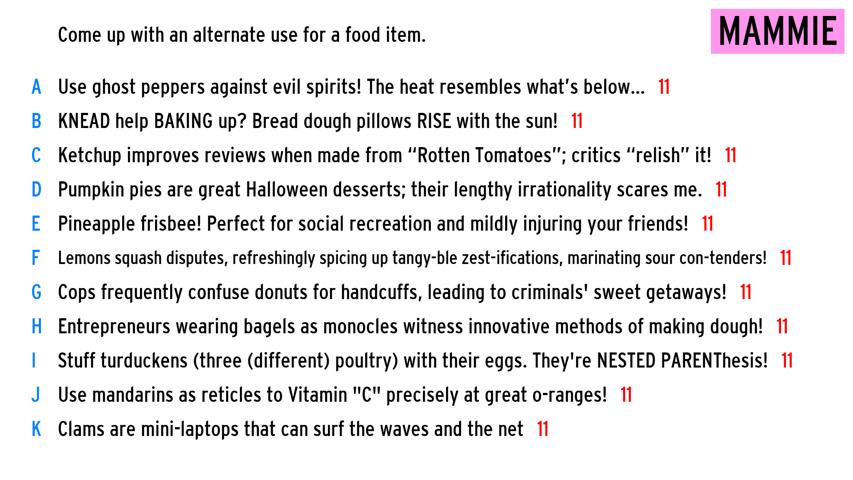 Come up with an alternate use for a food item.
MAMMIE
A Use ghost peppers against evil spirits! The heat resembles what's below... 11
B KNEAD help BAKING up? Bread dough pillows RISE with the sun! 11
C Ketchup improves reviews when made from “Rotten Tomatoes”; critics “relish” it! 11
D Pumpkin pies are great Halloween desserts; their lengthy irrationality scares me. 11
E Pineapple frisbee! Perfect for social recreation and mildly injuring your friends! 11
F Lemons squash disputes, refreshingly spicing up tangy-ble zest-ifications, marinating sour con-tenders! 11
G Cops frequently confuse donuts for handcuffs, leading to criminals' sweet getaways! 11
H Entrepreneurs wearing bagels as monocles witness innovative methods of making dough! 11
I Stuff turduckens (three (different) poultry) with their eggs. They're NESTED PARENThesis! 11
J Use mandarins as reticles to Vitamin "C" precisely at great o-ranges! 11
K Clams are mini-laptops that can surf the waves and the net 11